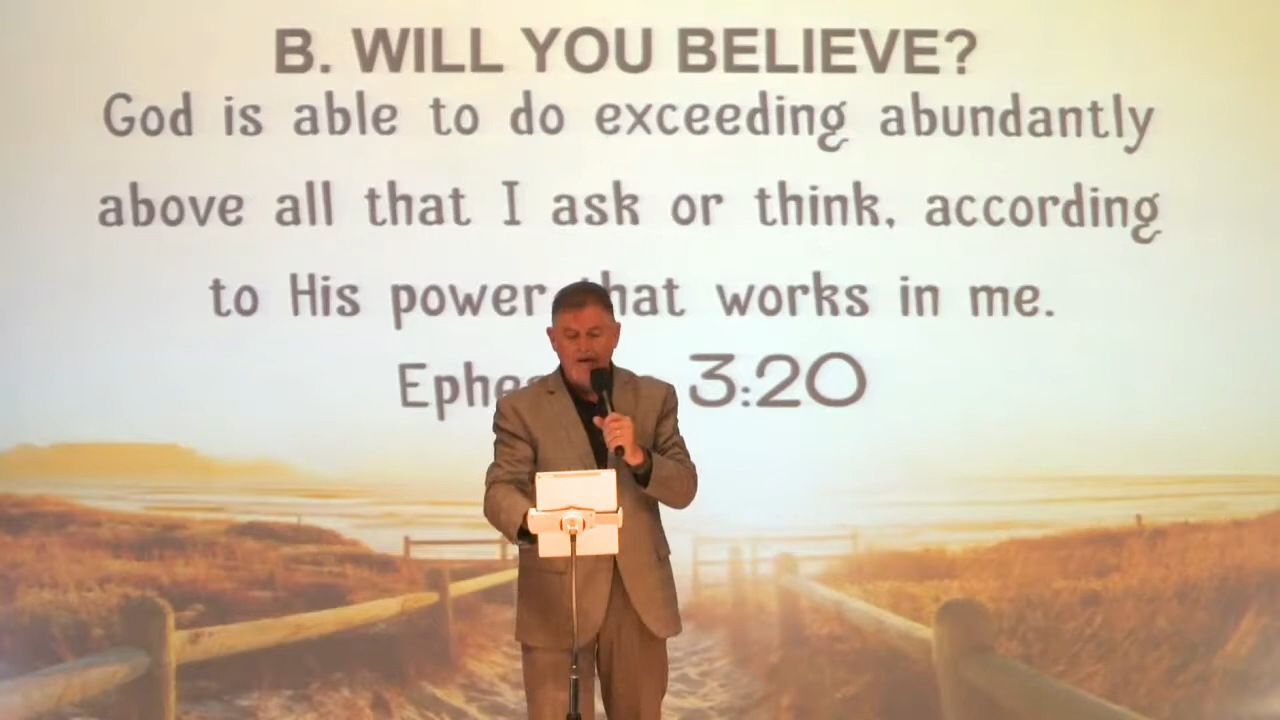 B. WILL YOU BELIEVE?
God is able to do exceeding abundantly
above all that I ask or think, according
to His power that works in me.
3:20